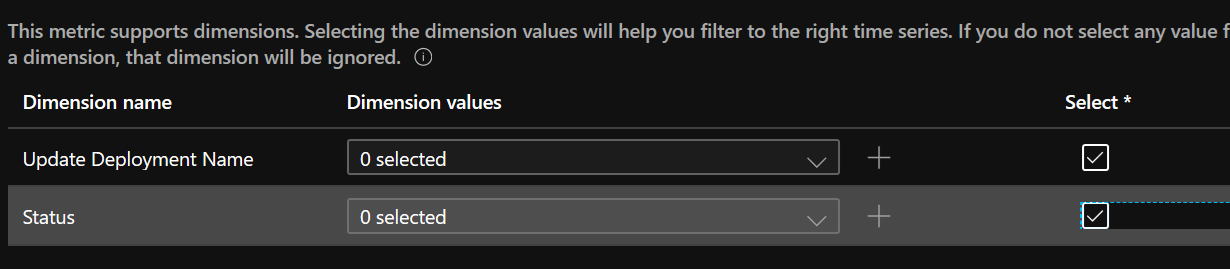 This metric supports dimensions. Selecting the dimension values will help you filter to the right time series. If you do not select any value f
a dimension, that dimension will be ignored.
Dimension name Dimension values Select *
Update Deployment Name 0 selected
Status 0 selected